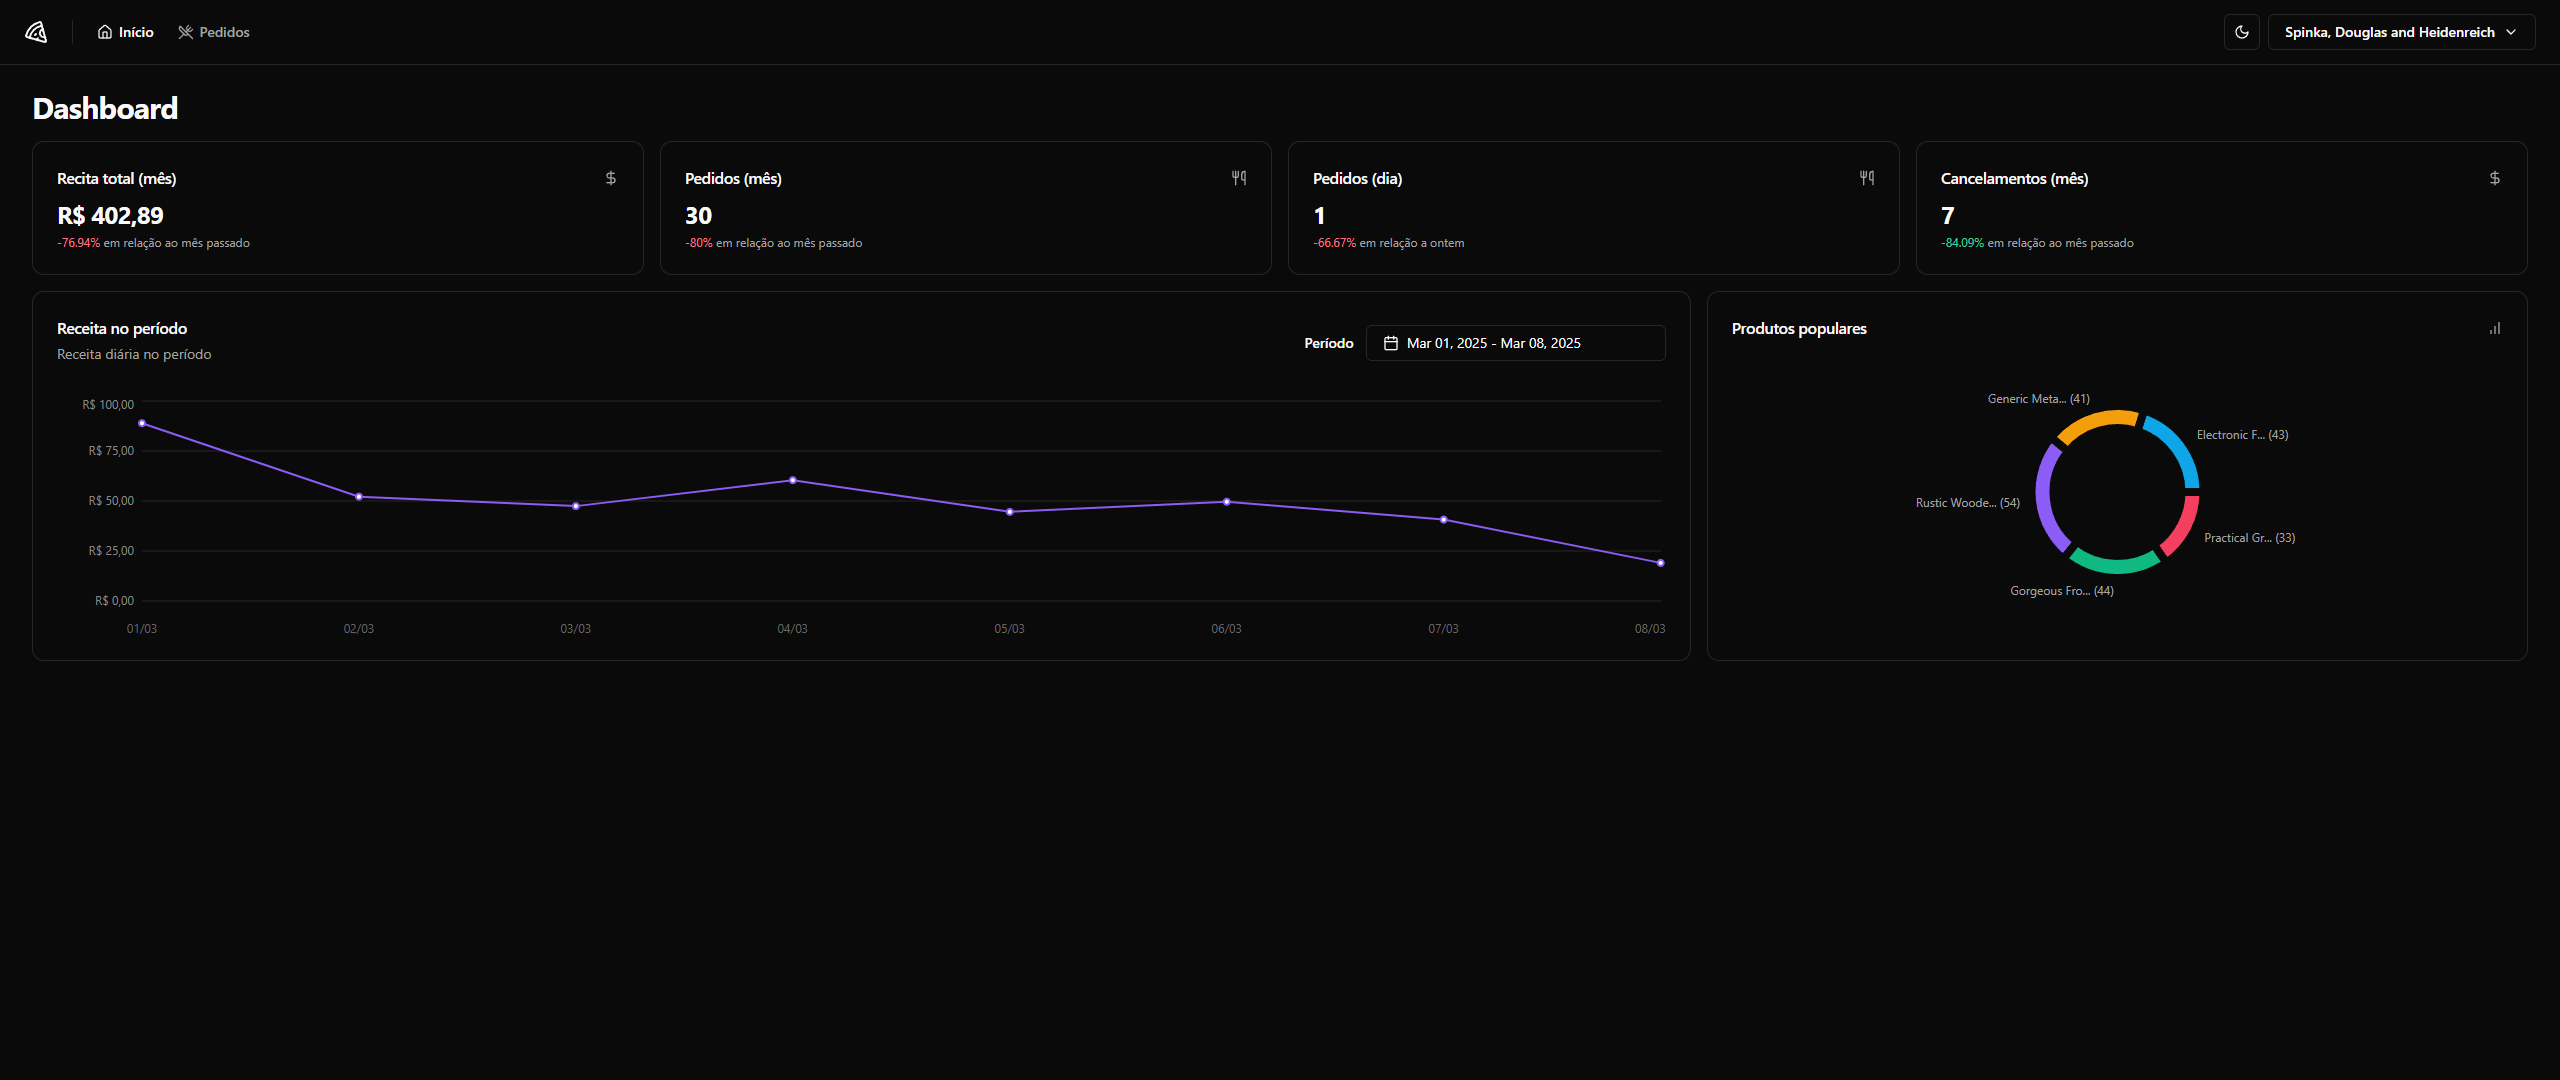 Início
Pedidos
Spinka, Douglas and Heidenreich
Dashboard
Recita total (mês)
R$ 402,89
-76.94% em relação ao mês passado
Pedidos (mês)
30
-80% em relação ao mês passado
Pedidos (dia)
1
-66.67% em relação a ontem
Cancelamentos (mês)
7
-84.09% em relação ao mês passado
Receita no período
Receita diária no período
Período
Mar 01, 2025 - Mar 08, 2025
R$ 100,00
R$ 75,00
R$ 50,00
R$ 25,00
R$ 0,00
01/03
02/03
03/03
04/03
05/03
06/03
07/03
08/03
Produtos populares
Generic Meta... (41)
Electronic F... (43)
Rustic Woode... (54)
Practical Gr... (33)
Gorgeous Fro... (44)